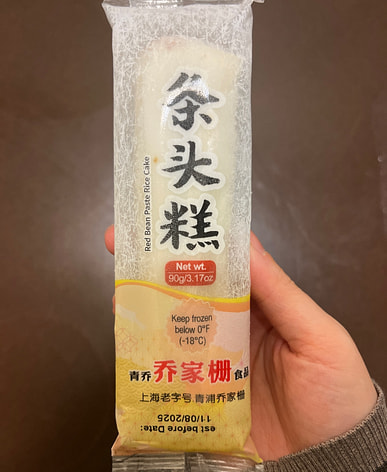 条头糕
Red Bean Paste Rice Cake
Net wt.
90g/3.17oz
Keep frozen
below 0°F
(-18°C)
青乔 乔家栅 食品
上海老字号 青浦乔家栅
est before Date:
11/08/2025